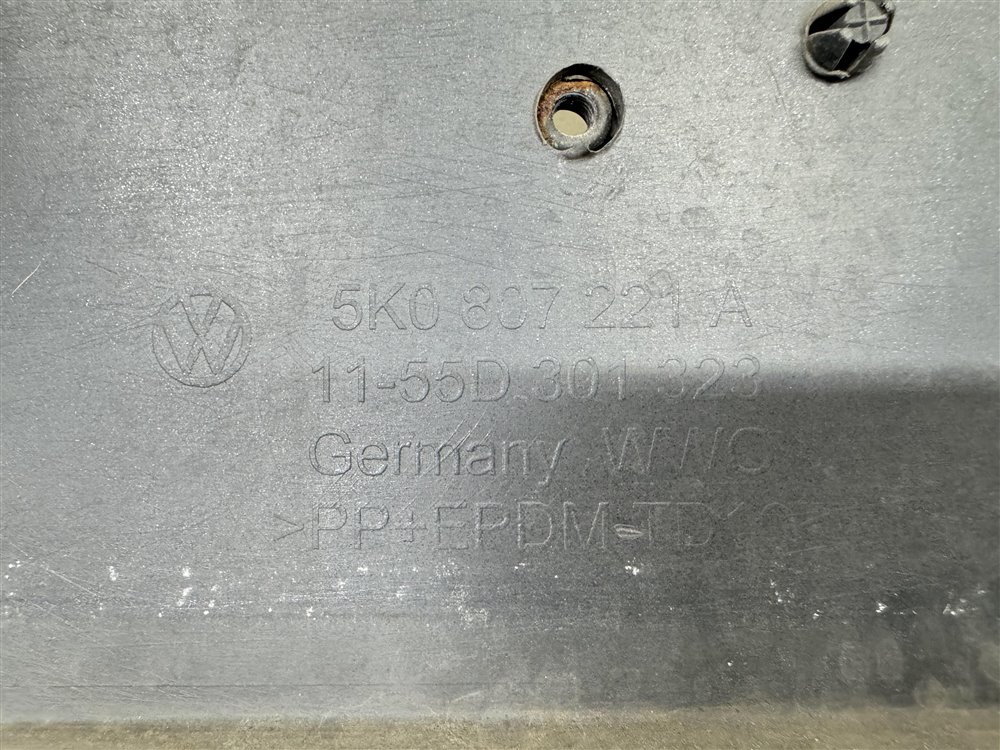 5K0 807 221 A
11-55D.301.323
Germany WWC
>PP+EPDM-TD10<